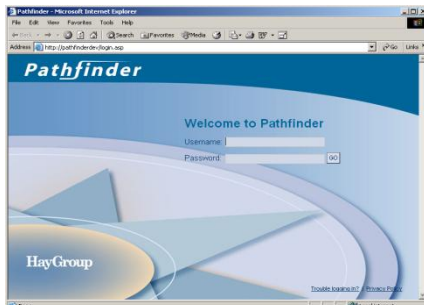 Pathfinder - Microsoft Internet Explorer
File Edit View Favorites Tools Help
Back Search Favorites Media
Address http://pathfinderdev/login.asp Go Links
Pathfinder
Welcome to Pathfinder
Username:
Password: GO
HayGroup
Trouble logging in? | Privacy Policy